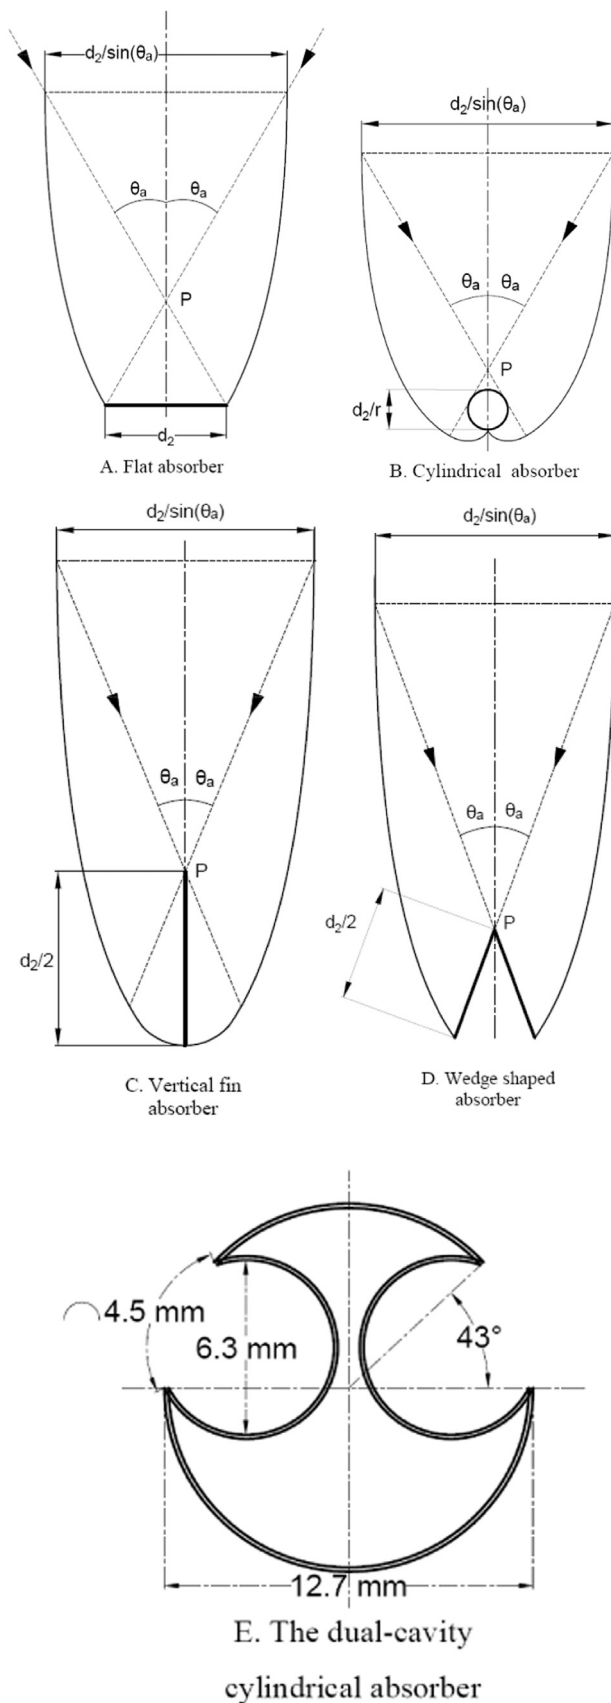 d₂/sin(θₐ)
θₐ θₐ
P
d₂
A. Flat absorber
d₂/sin(θₐ)
θₐ θₐ
P
d₂/r
B. Cylindrical absorber
d₂/sin(θₐ)
θₐ θₐ
P
d₂/2
C. Vertical fin
absorber
d₂/sin(θₐ)
θₐ θₐ
P
d₂/2
D. Wedge shaped
absorber
⌒ 4.5 mm
6.3 mm
43°
12.7 mm
E. The dual-cavity
cylindrical absorber